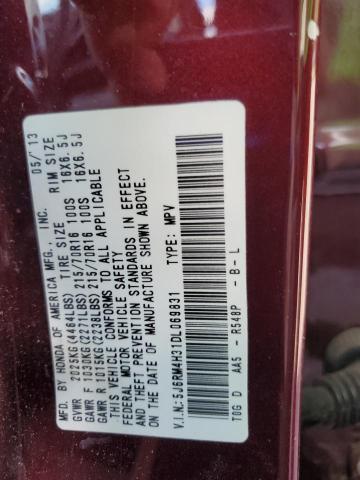 MFD. BY HONDA OF AMERICA MFG., INC. 05/'13
GVWR 2025KG(4464LBS) TIRE SIZE RIM SIZE
GAWR F 1030KG(2271LBS) 215/70R16 100S 16X6.5J
GAWR R 1015KG(2238LBS) 215/70R16 100S 16X6.5J
THIS VEHICLE CONFORMS TO ALL APPLICABLE
FEDERAL MOTOR VEHICLE SAFETY
AND THEFT PREVENTION STANDARDS IN EFFECT
ON THE DATE OF MANUFACTURE SHOWN ABOVE.
V.I.N.: 5J6RM4H31DL069831 TYPE: MPV
T0G D AA5 - R548P - B - L